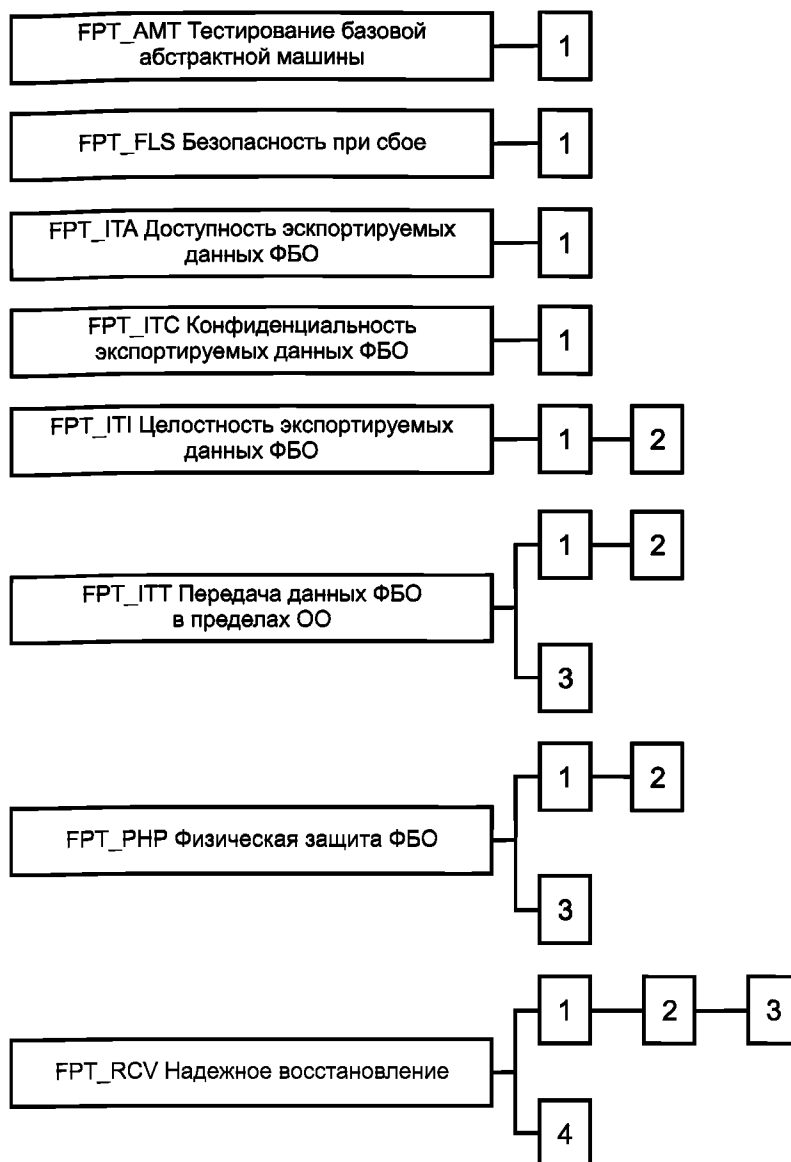 FPT_AMT Тестирование базовой
абстрактной машины
1
FPT_FLS Безопасность при сбое
1
FPT_ITA Доступность эскпортируемых
данных ФБО
1
FPT_ITC Конфиденциальность
экспортируемых данных ФБО
1
FPT_ITI Целостность экспортируемых
данных ФБО
1 2
1 2
FPT_ITT Передача данных ФБО
в пределах ОО
3
1 2
FPT_PHP Физическая защита ФБО
3
1 2 3
FPT_RCV Надежное восстановление
4